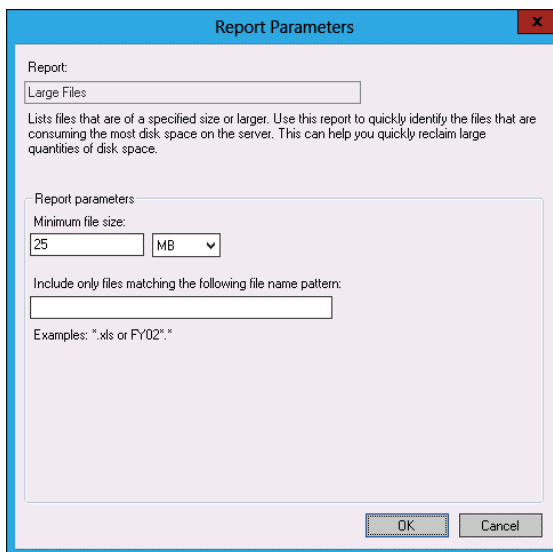 Report Parameters
x
Report:
Large Files
Lists files that are of a specified size or larger. Use this report to quickly identify the files that are
consuming the most disk space on the server. This can help you quickly reclaim large
quantities of disk space.
Report parameters
Minimum file size:
25 MB
Include only files matching the following file name pattern:
Examples: *.xls or FY02*.*
OK Cancel